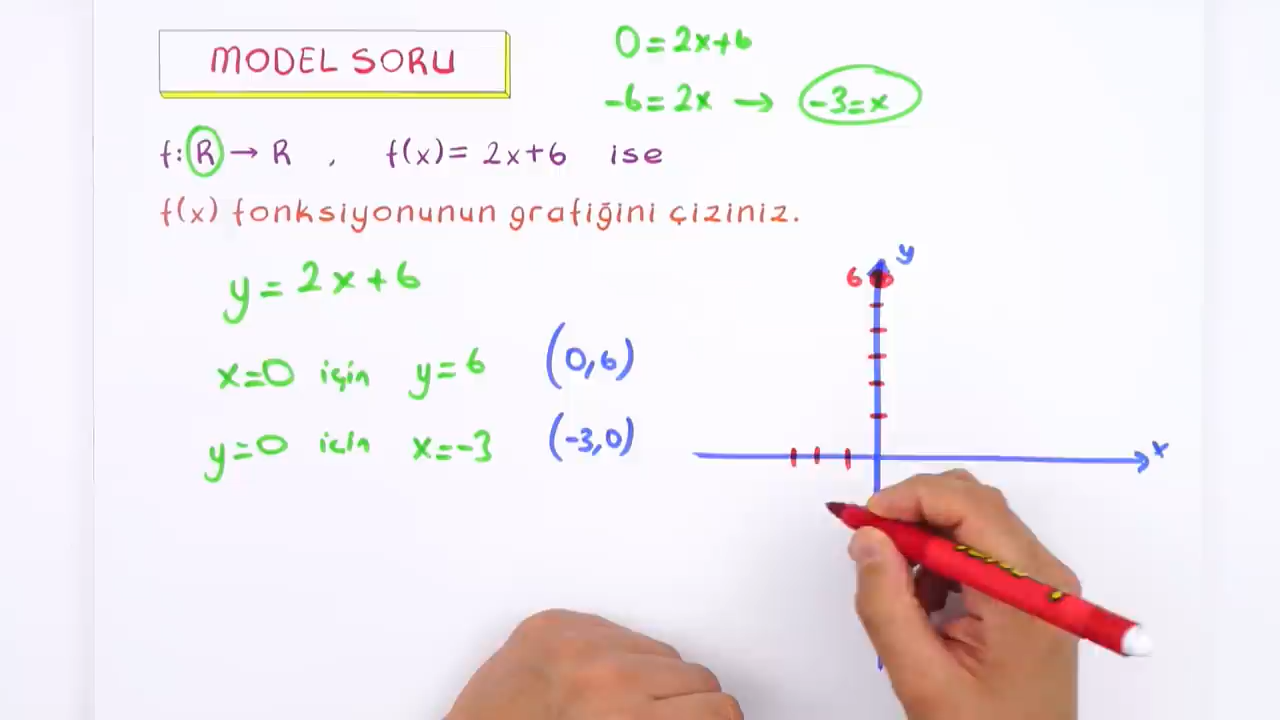 MODEL SORU
0=2x+6
-6=2x → -3=x
f:R→R , f(x)=2x+6 ise
f(x) fonksiyonunun grafiğini çiziniz.
y=2x+6
x=0 için y=6 (0,6)
y=0 icin x=-3 (-3,0)
y
6
x